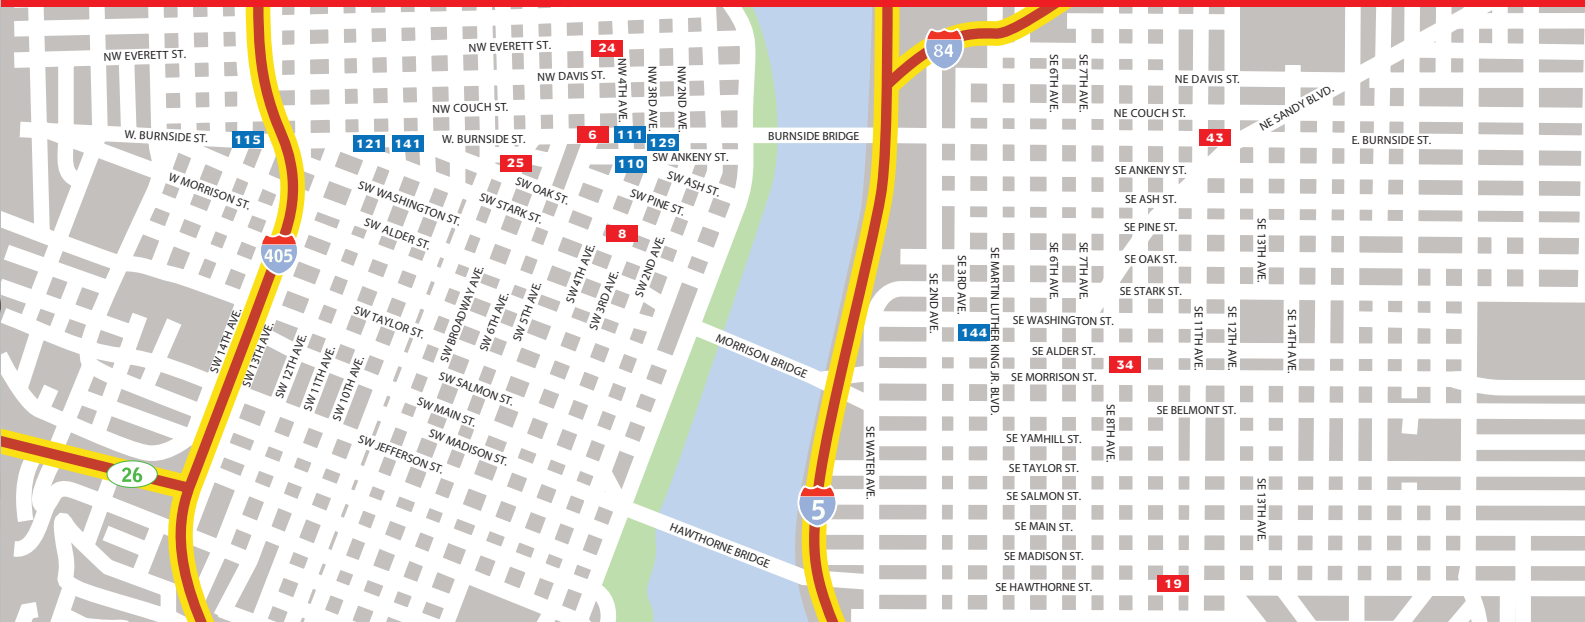 NW EVERETT ST.
NW EVERETT ST.
24
84
NW DAVIS ST.
NW 4TH AVE.
NW 3RD AVE.
NW 2ND AVE.
SE 6TH AVE.
SE 7TH AVE.
NE DAVIS ST.
NW COUCH ST.
NE COUCH ST.
NE SANDY BLVD.
W. BURNSIDE ST.
115
121
141
W. BURNSIDE ST.
6
111
129
BURNSIDE BRIDGE
43
E. BURNSIDE ST.
25
110
SW ANKENY ST.
SE ANKENY ST.
W MORRISON ST.
SW WASHINGTON ST.
SW OAK ST.
SW ASH ST.
SE ASH ST.
SW STARK ST.
SW PINE ST.
SE PINE ST.
SW ALDER ST.
8
405
SW 4TH AVE.
SW 3RD AVE.
SW 2ND AVE.
SE 2ND AVE.
SE 3RD AVE.
SE MARTIN LUTHER KING JR. BLVD.
SE 6TH AVE.
SE 7TH AVE.
SE OAK ST.
SE 13TH AVE.
SE STARK ST.
SW BROADWAY AVE.
SW 6TH AVE.
SW 5TH AVE.
SW TAYLOR ST.
SW 14TH AVE.
SW 13TH AVE.
SW 12TH AVE.
SW 11TH AVE.
SW 10TH AVE.
MORRISON BRIDGE
144
SE WASHINGTON ST.
SE 11TH AVE.
SE 12TH AVE.
SE 14TH AVE.
SE ALDER ST.
34
SE MORRISON ST.
SW SALMON ST.
SW MAIN ST.
SE BELMONT ST.
SE 8TH AVE.
SW MADISON ST.
SW JEFFERSON ST.
SE WATER AVE.
SE YAMHILL ST.
26
SE TAYLOR ST.
5
SE SALMON ST.
SE 13TH AVE.
HAWTHORNE BRIDGE
SE MAIN ST.
SE MADISON ST.
SE HAWTHORNE ST.
19